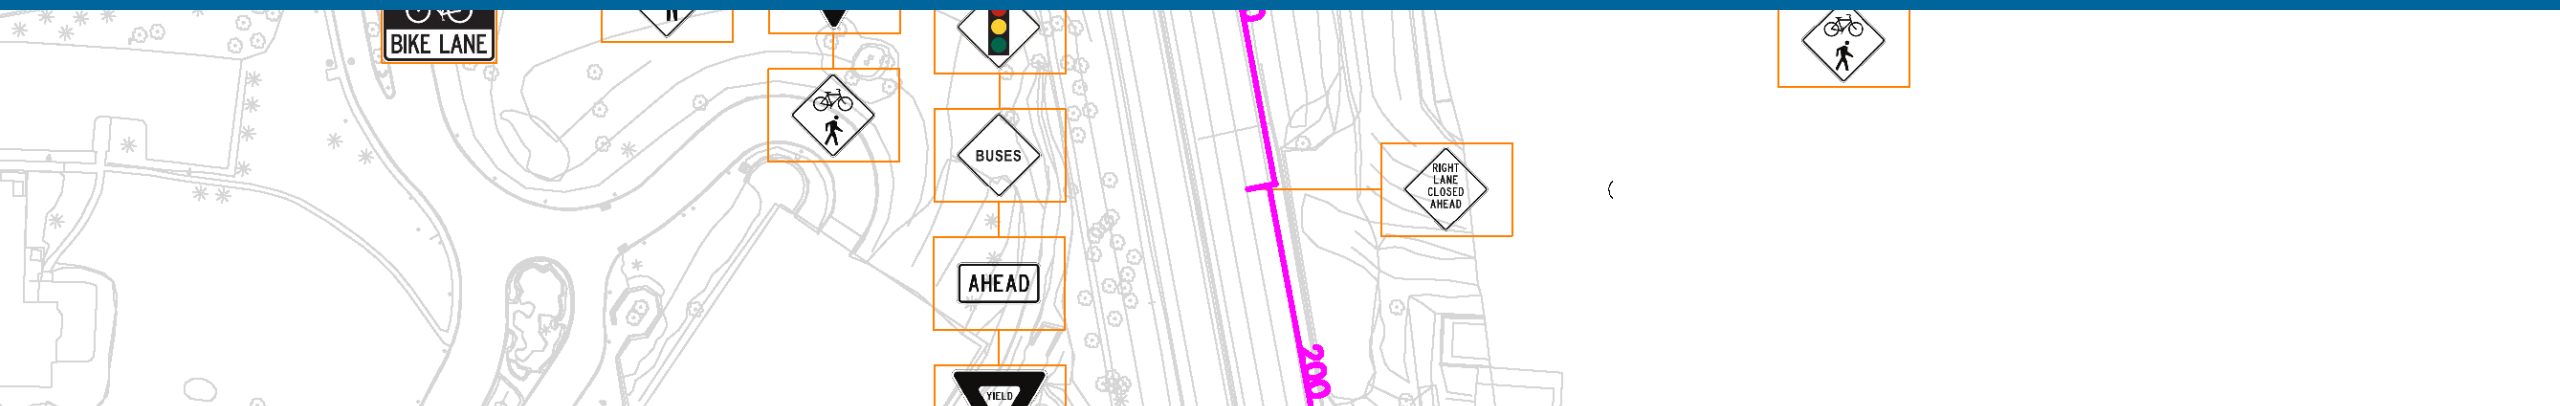 BIKE LANE
BUSES
RIGHT
LANE
CLOSED
AHEAD
AHEAD
200
YIELD